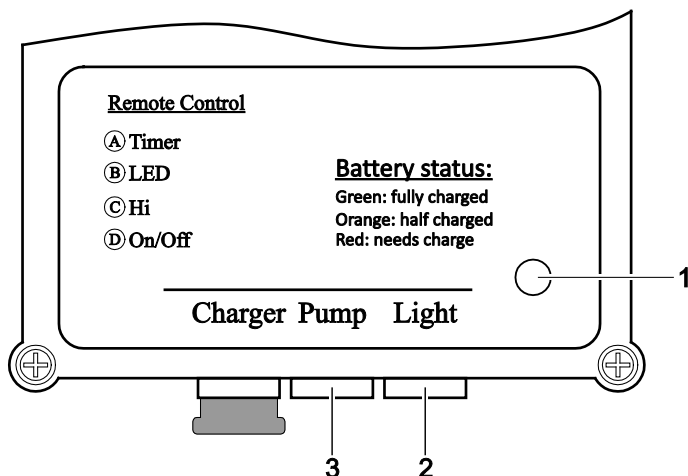 Remote Control
Ⓐ Timer
Ⓑ LED
Ⓒ Hi
Ⓓ On/Off
Battery status:
Green: fully charged
Orange: half charged
Red: needs charge
1
Charger Pump Light
3 2